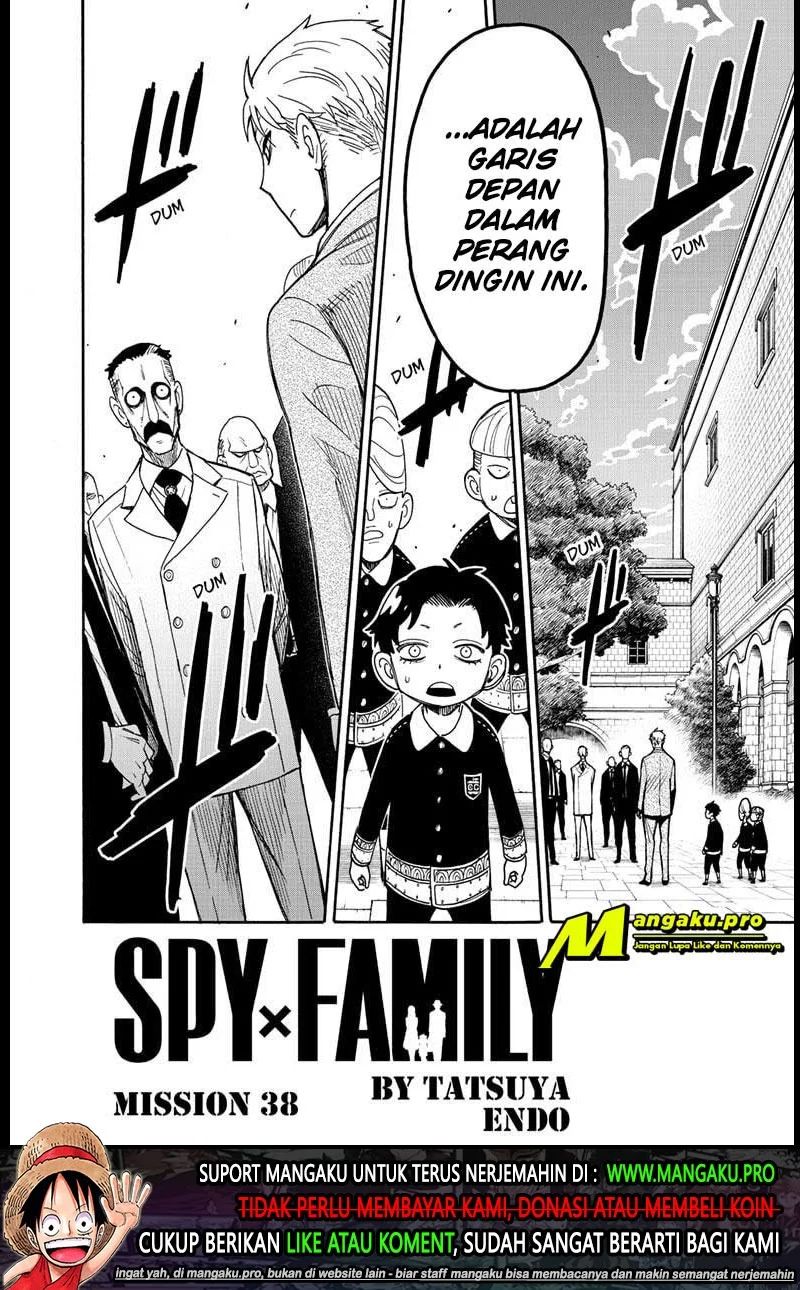 DUM
...ADALAH
GARIS
DEPAN
DALAM
PERANG
DINGIN INI.
DUM
DUM
DUM
DUM
EC
Mangaku.pro
Jangan Lupa Like dan Komennya
SPY×FAMILY
MISSION 38
BY TATSUYA
ENDO
SUPORT MANGAKU UNTUK TERUS NERJEMAHIN DI : WWW.MANGAKU.PRO
TIDAK PERLU MEMBAYAR KAMI, DONASI ATAU MEMBELI KOIN
CUKUP BERIKAN LIKE ATAU KOMENT, SUDAH SANGAT BERARTI BAGI KAMI
ingat yah, di mangaku.pro, bukan di website lain - biar staff mangaku bisa membacanya dan makin semangat nerjemahin